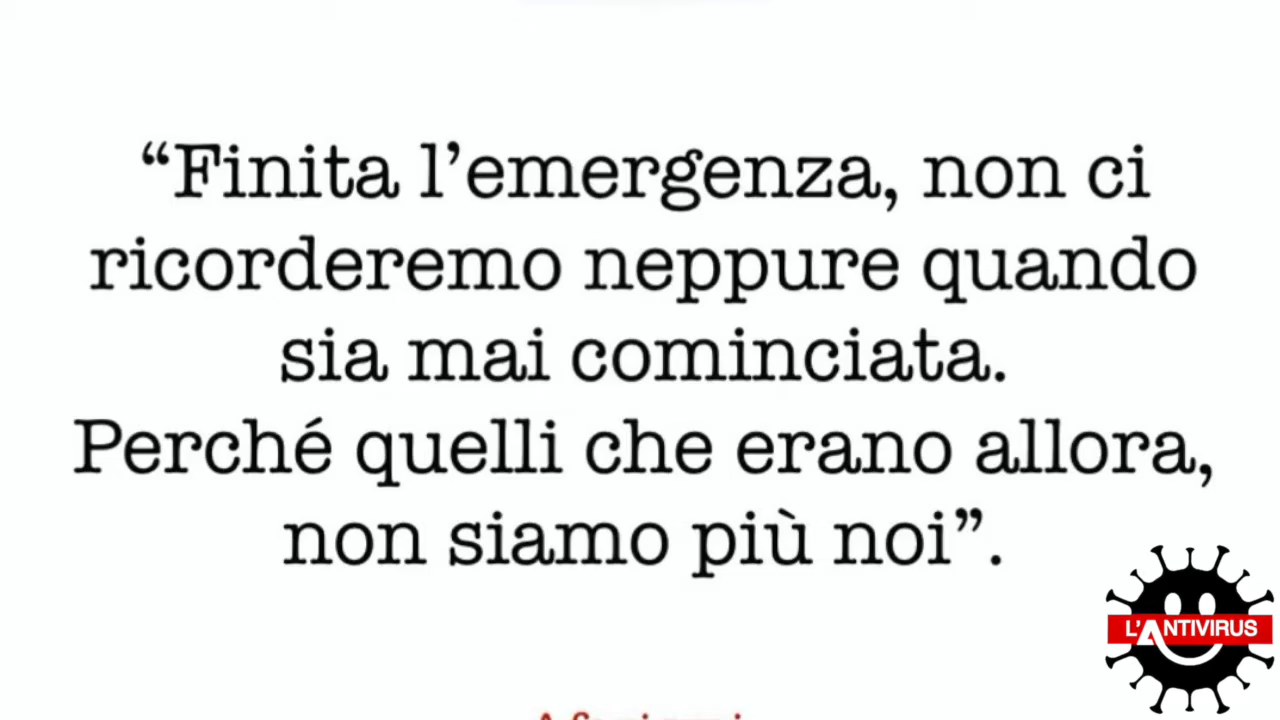 “Finita l’emergenza, non ci
ricorderemo neppure quando
sia mai cominciata.
Perché quelli che erano allora,
non siamo più noi”.
L’ANTIVIRUS